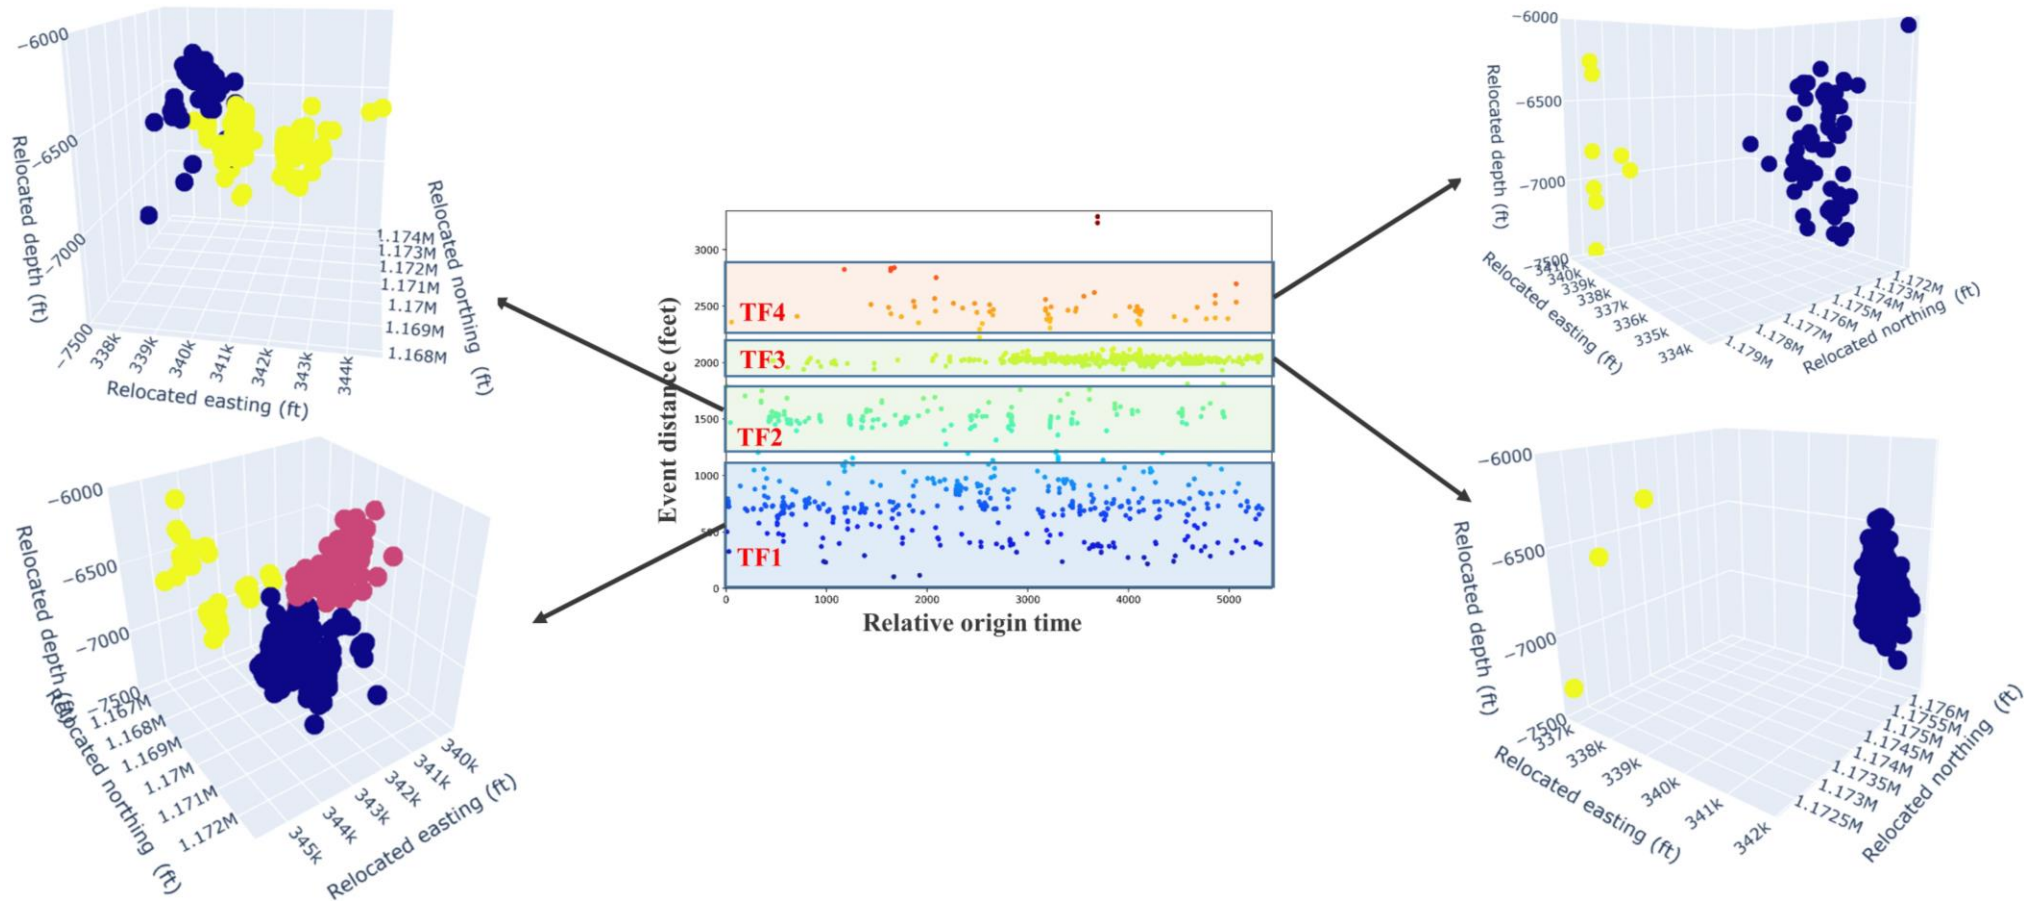 −6000
−6500
−7000
−7500
Relocated depth (ft)
338k
339k
340k
341k
342k
343k
344k
Relocated easting (ft)
1.174M
1.173M
1.172M
1.171M
1.17M
1.169M
1.168M
Relocated northing (ft)
−6000
−6500
−7000
−7500
Relocated depth (ft)
1.167M
1.168M
1.169M
1.17M
1.171M
1.172M
Relocated northing (ft)
345k
344k
343k
342k
341k
340k
Relocated easting (ft)
Event distance (feet)
3000
2500
2000
1500
1000
500
0
TF4
TF3
TF2
TF1
0
1000
2000
3000
4000
5000
Relative origin time
−6000
−6500
−7000
−7500
Relocated depth (ft)
341k
340k
339k
338k
337k
336k
335k
334k
Relocated easting (ft)
1.172M
1.173M
1.174M
1.175M
1.176M
1.177M
1.178M
1.179M
Relocated northing (ft)
−6000
−6500
−7000
−7500
Relocated depth (ft)
337k
338k
339k
340k
341k
342k
Relocated easting (ft)
1.176M
1.1755M
1.175M
1.1745M
1.174M
1.1735M
1.173M
1.1725M
Relocated northing (ft)